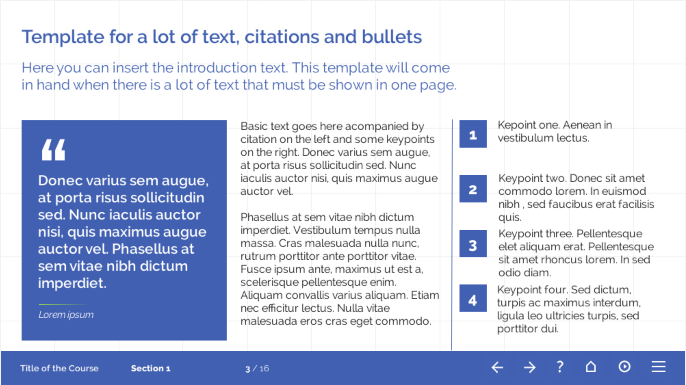 Template for a lot of text, citations and bullets
Here you can insert the introduction text. This template will come
in hand when there is a lot of text that must be shown in one page.
“
Donec varius sem augue,
at porta risus sollicitudin
sed. Nunc iaculis auctor
nisi, quis maximus augue
auctor vel. Phasellus at
sem vitae nibh dictum
imperdiet.
Lorem ipsum
Basic text goes here acompanied by
citation on the left and some keypoints
on the right. Donec varius sem augue,
at porta risus sollicitudin sed. Nunc
iaculis auctor nisi, quis maximus augue
auctor vel.
Phasellus at sem vitae nibh dictum
imperdiet. Vestibulum tempus nulla
massa. Cras malesuada nulla nunc,
rutrum porttitor ante porttitor vitae.
Fusce ipsum ante, maximus ut est a,
scelerisque pellentesque enim.
Aliquam convallis varius aliquam. Etiam
nec efficitur lectus. Nulla vitae
malesuada eros cras eget commodo.
1
Kepoint one. Aenean in
vestibulum lectus.
2
Keypoint two. Donec sit amet
commodo lorem. In euismod
nibh , sed faucibus erat facilisis
quis.
3
Keypoint three. Pellentesque
elet aliquam erat. Pellentesque
sit amet rhoncus lorem. In sed
odio diam.
4
Keypoint four. Sed dictum,
turpis ac maximus interdum,
ligula leo ultricies turpis, sed
porttitor dui.
Title of the Course
Section 1
3 / 16
?